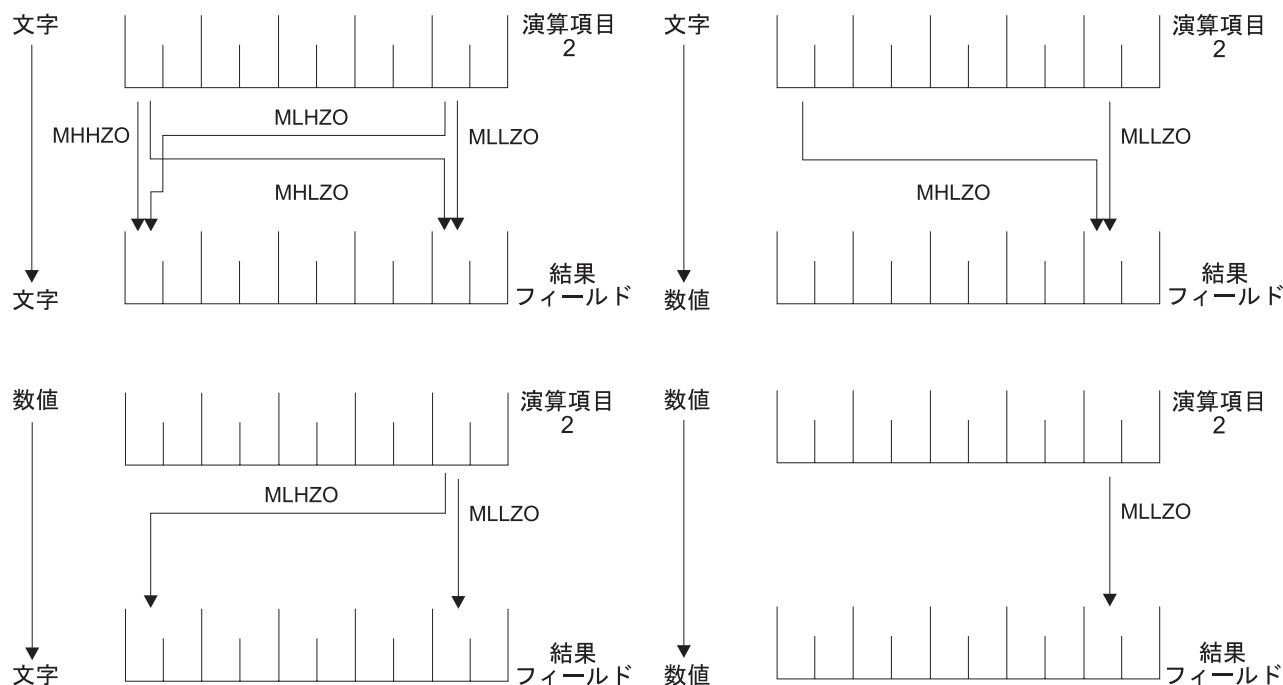 文字
演算項目
2
MHHZO
MLHZO
MLLZO
MHLZO
文字
結果
フィールド
文字
演算項目
2
MLLZO
MHLZO
数値
結果
フィールド
数値
演算項目
2
MLHZO
MLLZO
文字
結果
フィールド
数値
演算項目
2
MLLZO
数値
結果
フィールド